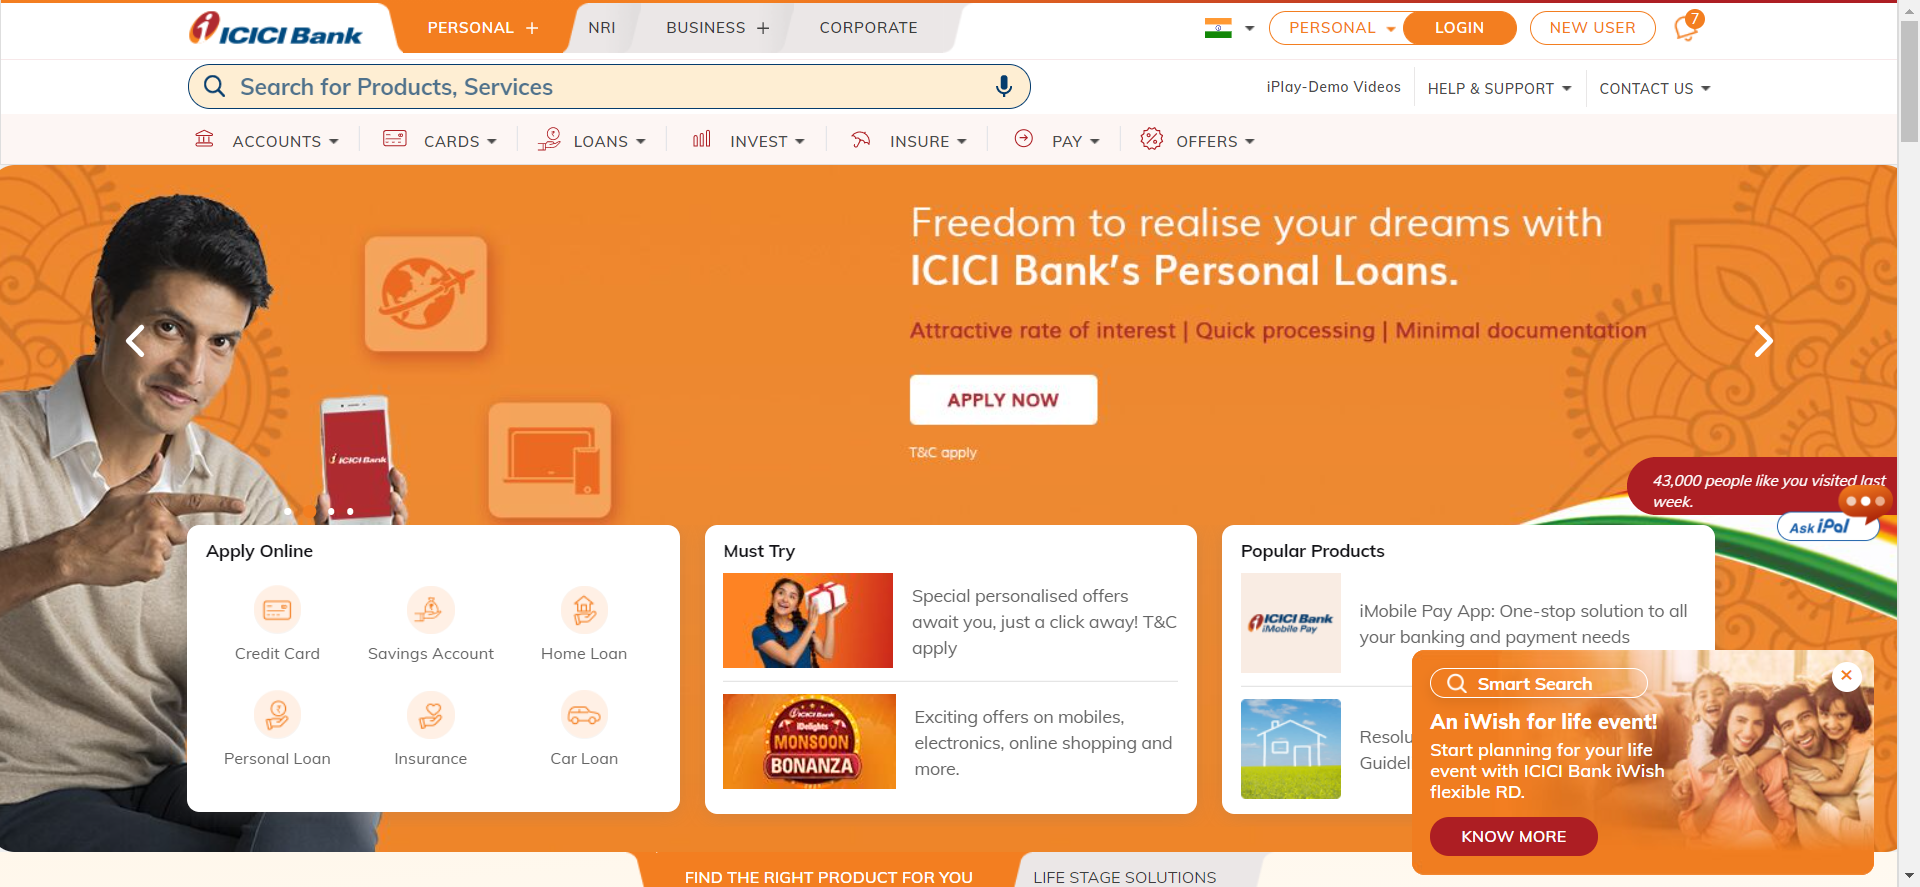 ICICI Bank
PERSONAL +
NRI
BUSINESS +
CORPORATE
PERSONAL
LOGIN
NEW USER
7
Search for Products, Services
iPlay-Demo Videos
HELP & SUPPORT
CONTACT US
ACCOUNTS
CARDS
LOANS
INVEST
INSURE
PAY
OFFERS
Freedom to realise your dreams with
ICICI Bank's Personal Loans.
Attractive rate of interest | Quick processing | Minimal documentation
APPLY NOW
T&C apply
ICICI Bank
43,000 people like you visited last
week.
Ask iPal
Apply Online
Credit Card
Savings Account
Home Loan
Personal Loan
Insurance
Car Loan
Must Try
Special personalised offers
await you, just a click away! T&C
apply
ICICI Bank
iDelights
MONSOON
BONANZA
Exciting offers on mobiles,
electronics, online shopping and
more.
Popular Products
ICICI Bank
iMobile Pay
iMobile Pay App: One-stop solution to all
your banking and payment needs
Resolu
Guidel
Smart Search
An iWish for life event!
Start planning for your life
event with ICICI Bank iWish
flexible RD.
KNOW MORE
FIND THE RIGHT PRODUCT FOR YOU
LIFE STAGE SOLUTIONS